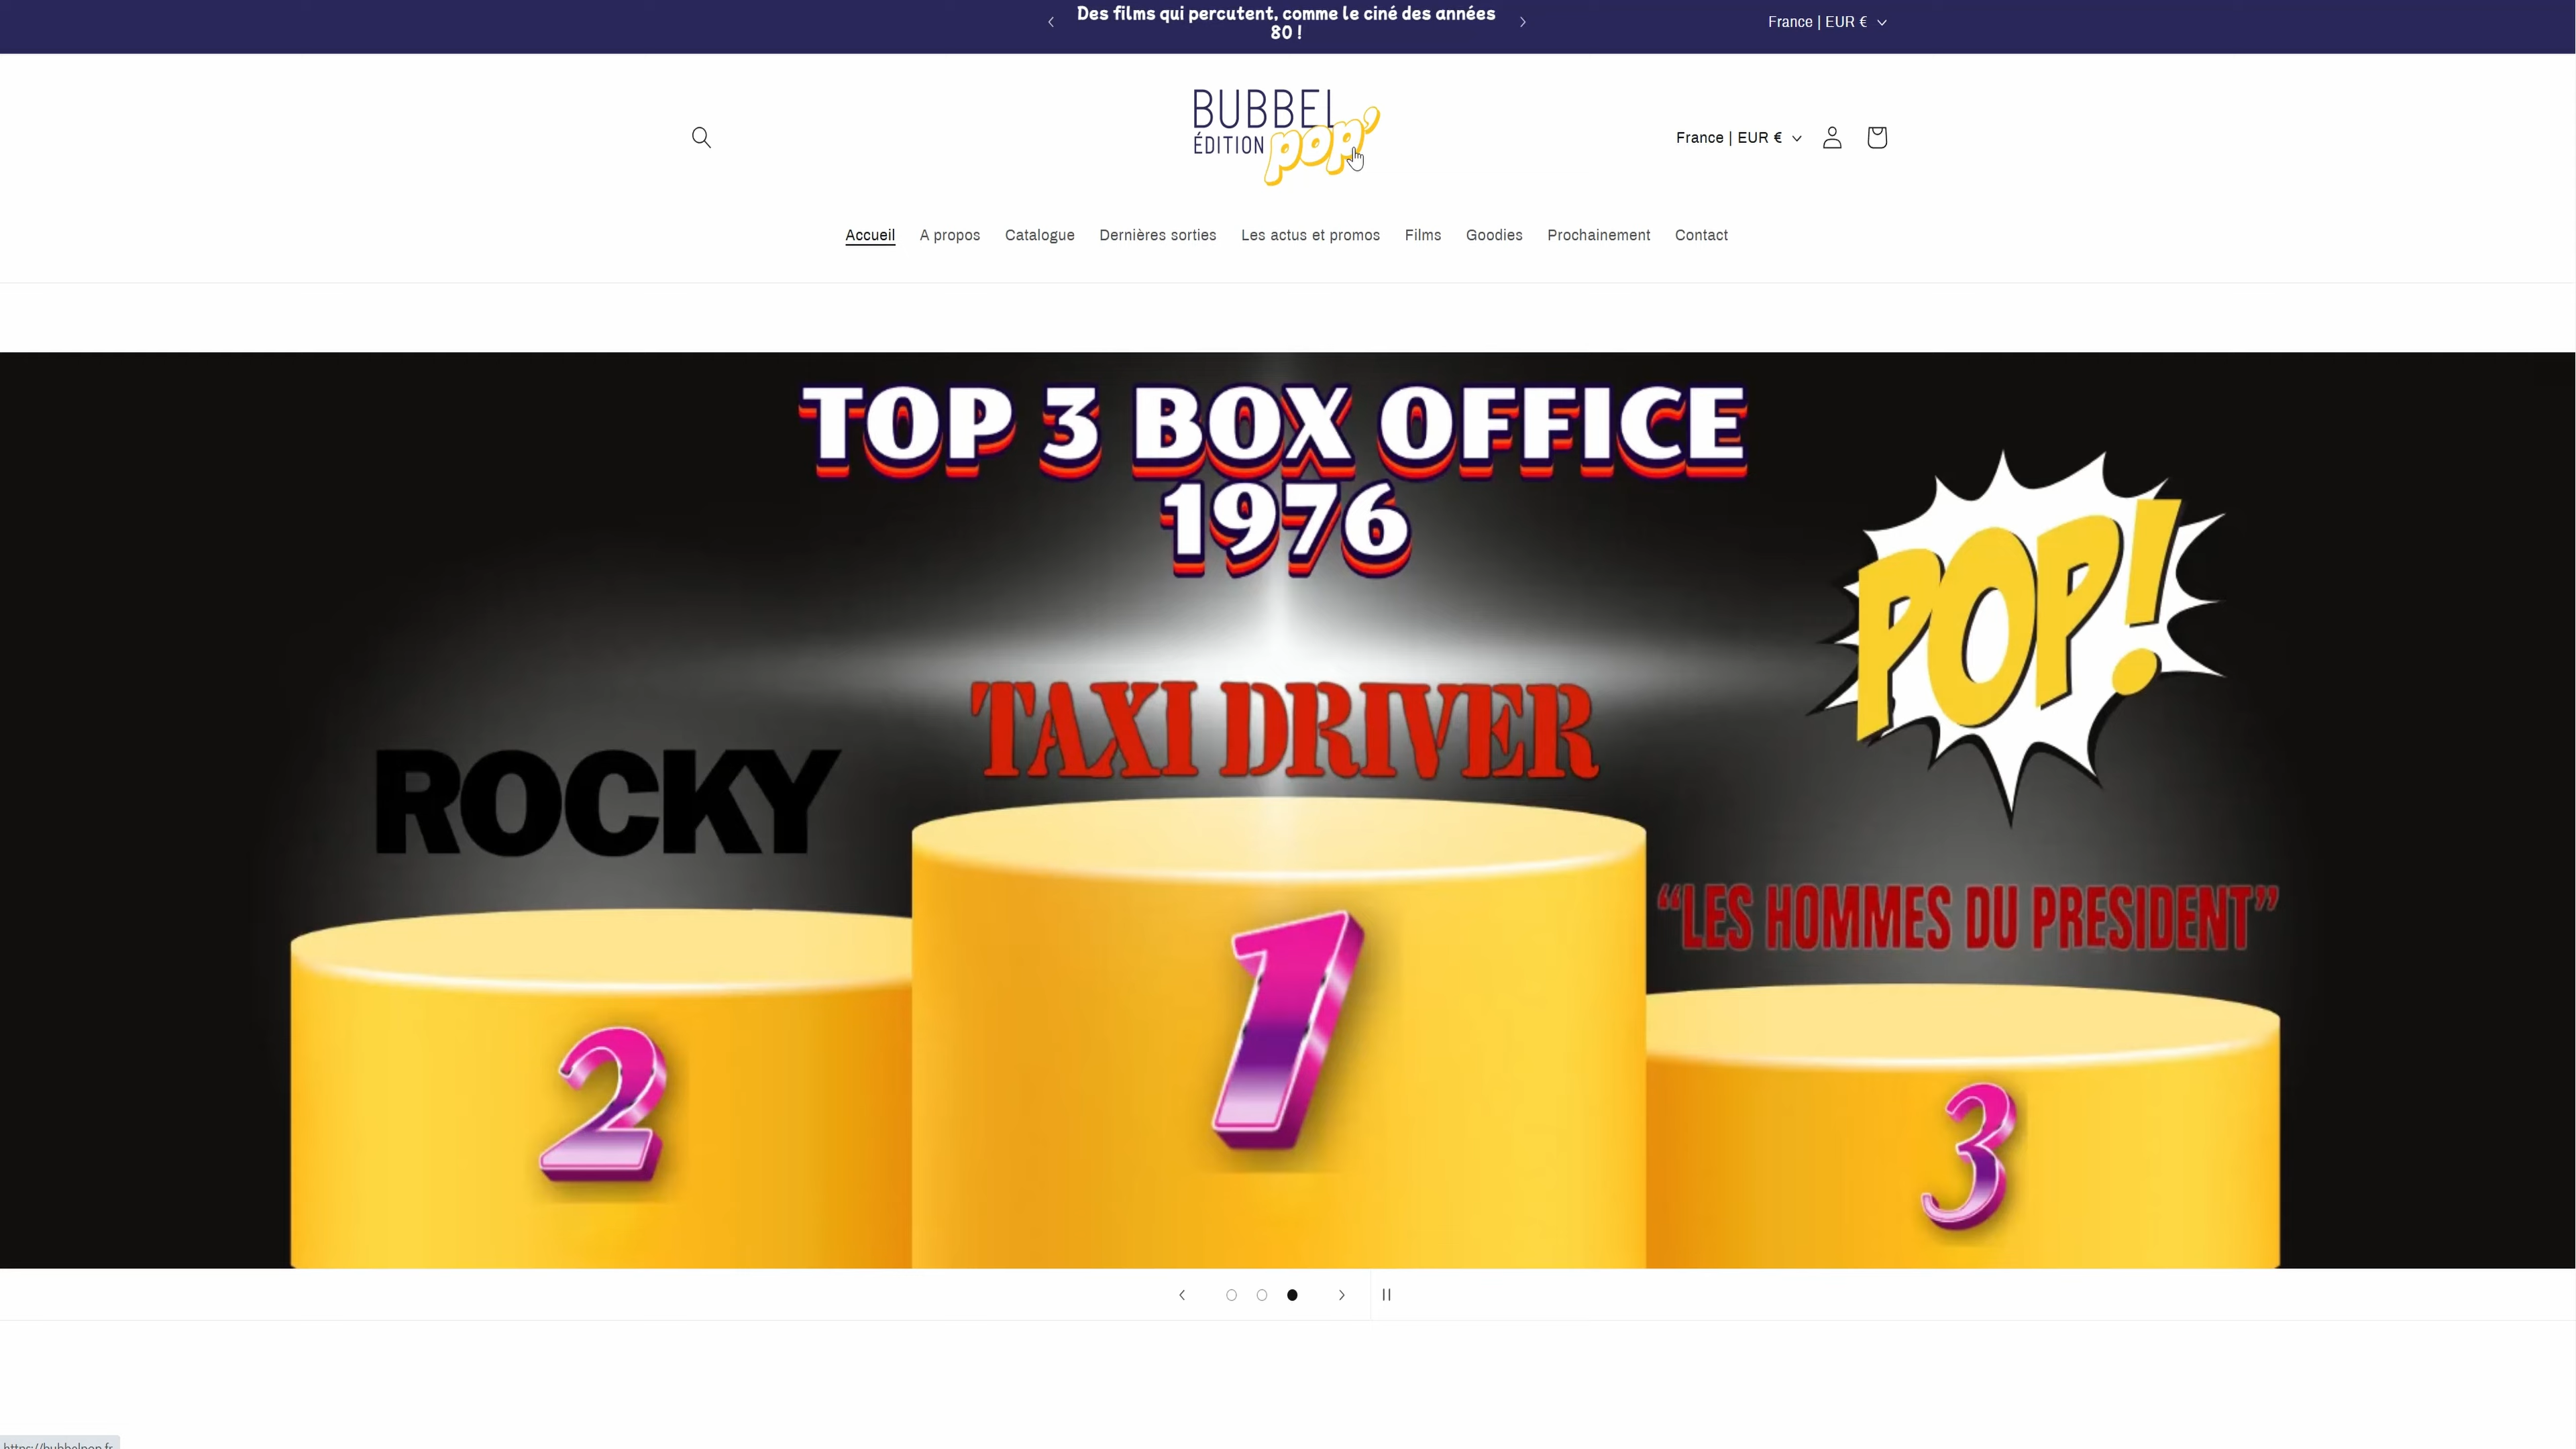 Des films qui percutent, comme le ciné des années
80 !
France | EUR €
BUBBEL
ÉDITION pop'
France | EUR €
Accueil A propos Catalogue Dernières sorties Les actus et promos Films Goodies Prochainement Contact
TOP 3 BOX OFFICE
1976
POP!
TAXI DRIVER
ROCKY
“LES HOMMES DU PRESIDENT”
1
2
3
https://bubbelpop.fr